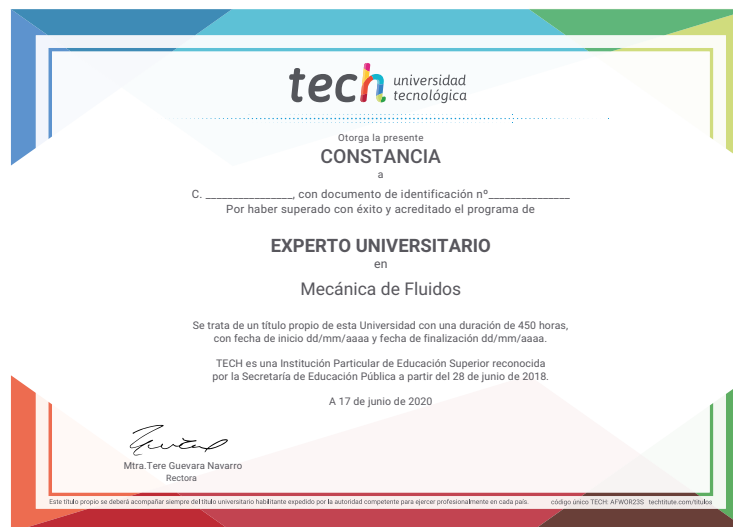 tech universidad
tecnológica
Otorga la presente
CONSTANCIA
a
C. ________________, con documento de identificación nº_______________
Por haber superado con éxito y acreditado el programa de
EXPERTO UNIVERSITARIO
en
Mecánica de Fluidos
Se trata de un título propio de esta Universidad con una duración de 450 horas,
con fecha de inicio dd/mm/aaaa y fecha de finalización dd/mm/aaaa.
TECH es una Institución Particular de Educación Superior reconocida
por la Secretaría de Educación Pública a partir del 28 de junio de 2018.
A 17 de junio de 2020
Mtra.Tere Guevara Navarro
Rectora
Este título propio se deberá acompañar siempre del título universitario habilitante expedido por la autoridad competente para ejercer profesionalmente en cada país. código único TECH: AFWOR23S techtitute.com/titulos